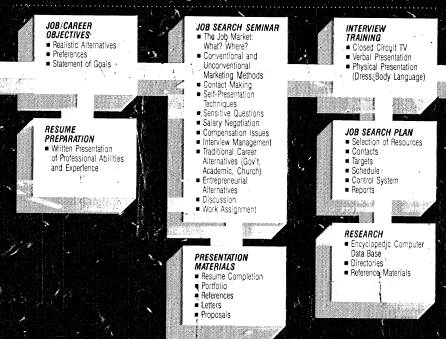 JOB/CAREER
OBJECTIVES
▪ Realistic Alternatives
▪ Preferences
▪ Statement of Goals
RESUME
PREPARATION
▪ Written Presentation
of Professional Abilities
and Experience
JOB SEARCH SEMINAR
▪ The Job Market:
What? Where?
▪ Conventional and
Unconventional
Marketing Methods
▪ Contact Making
▪ Self-Presentation
Techniques
▪ Sensitive Questions
▪ Salary Negotiation
▪ Compensation Issues
▪ Interview Management
▪ Traditional Career
Alternatives (Gov't,
Academic, Church)
▪ Entrepreneurial
Alternatives
▪ Discussion
▪ Work Assignment
PRESENTATION
MATERIALS
▪ Resume Completion
▪ Portfolio
▪ References
▪ Letters
▪ Proposals
INTERVIEW
TRAINING
▪ Closed Circuit TV
▪ Verbal Presentation
▪ Physical Presentation
(Dress, Body Language)
JOB SEARCH PLAN
▪ Selection of Resources
▪ Contacts
▪ Targets
▪ Schedule
▪ Control System
▪ Reports
RESEARCH
▪ Encyclopedic Computer
Data Base
▪ Directories
▪ Reference Materials